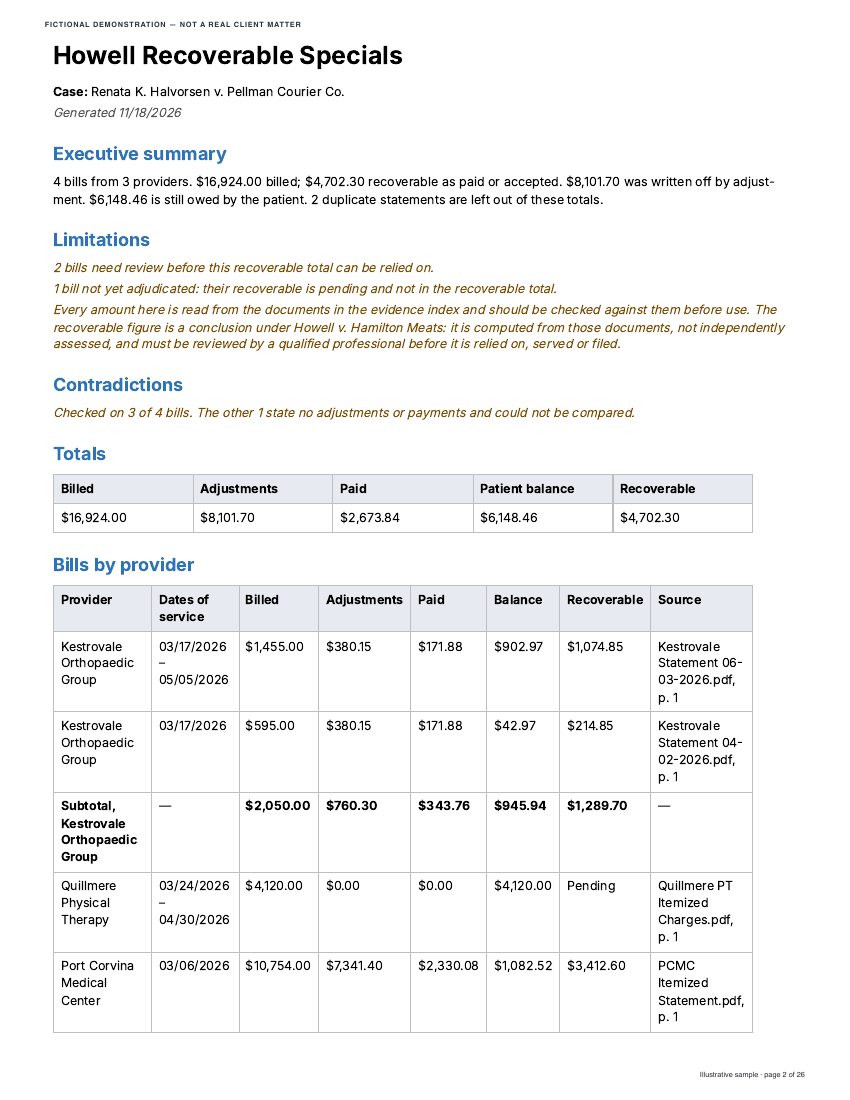 FICTIONAL DEMONSTRATION — NOT A REAL CLIENT MATTER
Howell Recoverable Specials
Case: Renata K. Halvorsen v. Pellman Courier Co.
Generated 11/18/2026
Executive summary
4 bills from 3 providers. $16,924.00 billed; $4,702.30 recoverable as paid or accepted. $8,101.70 was written off by adjust-
ment. $6,148.46 is still owed by the patient. 2 duplicate statements are left out of these totals.
Limitations
2 bills need review before this recoverable total can be relied on.
1 bill not yet adjudicated: their recoverable is pending and not in the recoverable total.
Every amount here is read from the documents in the evidence index and should be checked against them before use. The
recoverable figure is a conclusion under Howell v. Hamilton Meats: it is computed from those documents, not independently
assessed, and must be reviewed by a qualified professional before it is relied on, served or filed.
Contradictions
Checked on 3 of 4 bills. The other 1 state no adjustments or payments and could not be compared.
Totals
Billed Adjustments Paid Patient balance Recoverable
$16,924.00 $8,101.70 $2,673.84 $6,148.46 $4,702.30
Bills by provider
Provider Dates of Billed Adjustments Paid Balance Recoverable Source
service
Kestrovale 03/17/2026 $1,455.00 $380.15 $171.88 $902.97 $1,074.85 Kestrovale
Orthopaedic – Statement 06-
Group 05/05/2026 03-2026.pdf,
p. 1
Kestrovale 03/17/2026 $595.00 $380.15 $171.88 $42.97 $214.85 Kestrovale
Orthopaedic Statement 04-
Group 02-2026.pdf,
p. 1
Subtotal, — $2,050.00 $760.30 $343.76 $945.94 $1,289.70 —
Kestrovale
Orthopaedic
Group
Quillmere 03/24/2026 $4,120.00 $0.00 $0.00 $4,120.00 Pending Quillmere PT
Physical – Itemized
Therapy 04/30/2026 Charges.pdf,
p. 1
Port Corvina 03/06/2026 $10,754.00 $7,341.40 $2,330.08 $1,082.52 $3,412.60 PCMC
Medical Itemized
Center Statement.pdf,
p. 1
Illustrative sample · page 2 of 26